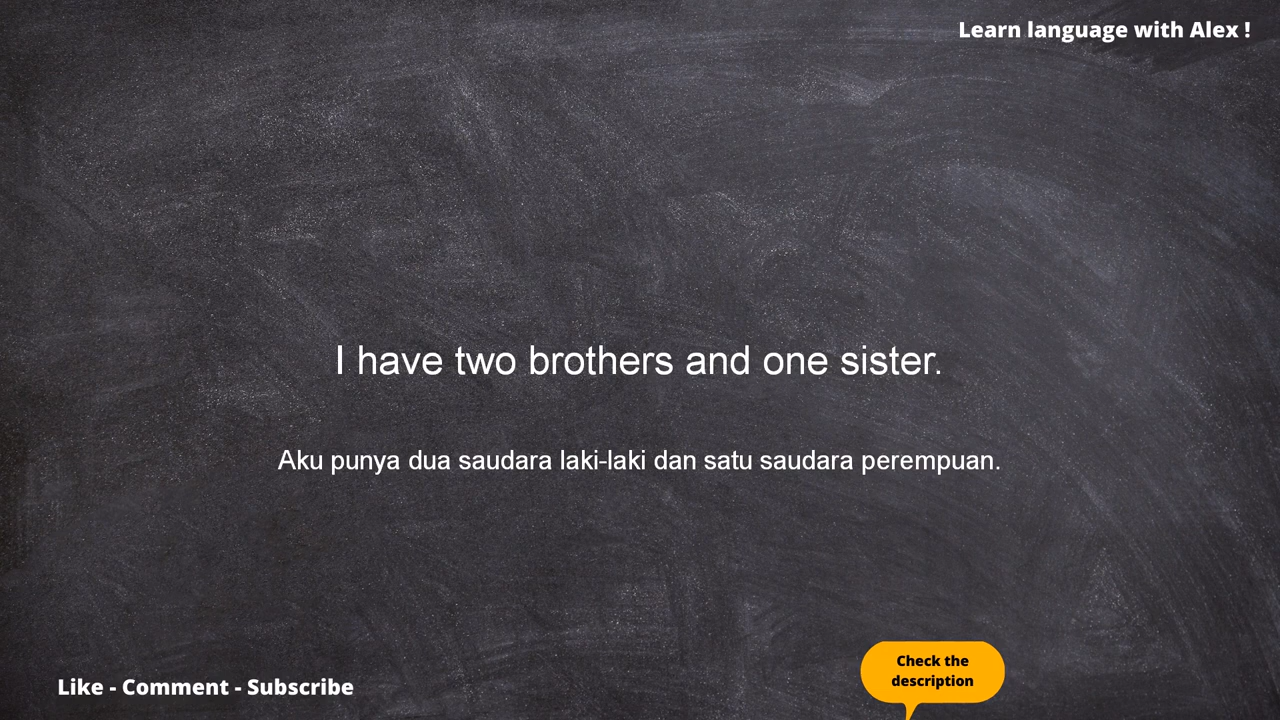 Learn language with Alex !
I have two brothers and one sister.
Aku punya dua saudara laki-laki dan satu saudara perempuan.
Check the
description
Like - Comment - Subscribe